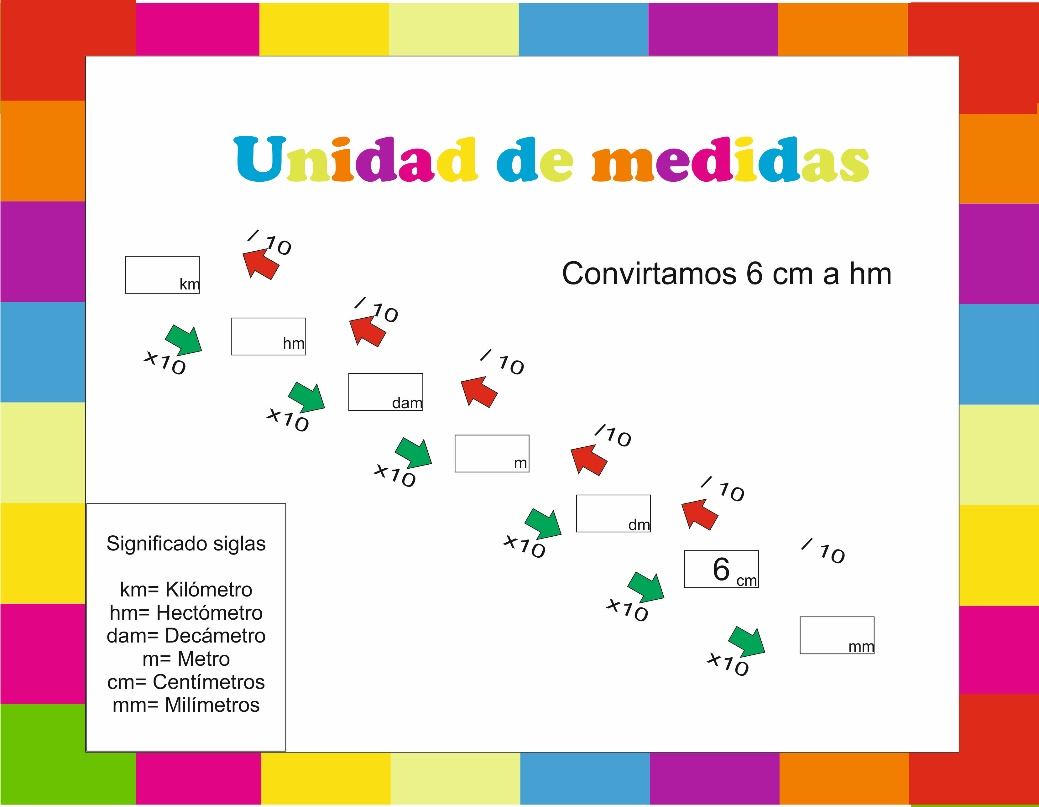 Unidad de medidas
Convirtamos 6 cm a hm
/ 10
km
/ 10
hm
x10
/ 10
dam
x10
/10
m
x10
/ 10
dm
x10
/ 10
6 cm
x10
mm
x10
Significado siglas
km= Kilómetro
hm= Hectómetro
dam= Decámetro
m= Metro
cm= Centímetros
mm= Milímetros